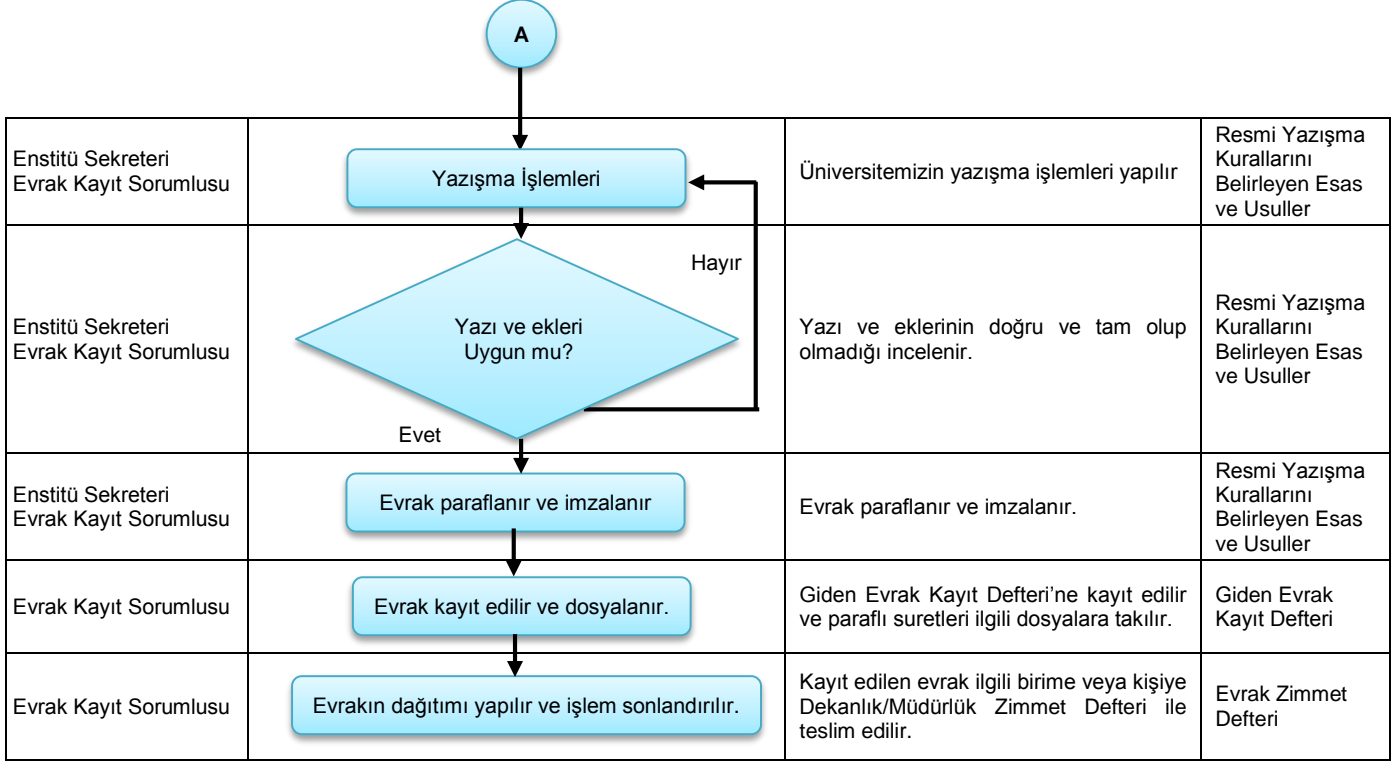 A
Enstitü Sekreteri
Evrak Kayıt Sorumlusu
Yazışma İşlemleri
Üniversitemizin yazışma işlemleri yapılır
Resmi Yazışma
Kurallarını
Belirleyen Esas
ve Usuller
Enstitü Sekreteri
Evrak Kayıt Sorumlusu
Hayır
Yazı ve ekleri
Uygun mu?
Evet
Yazı ve eklerinin doğru ve tam olup
olmadığı incelenir.
Resmi Yazışma
Kurallarını
Belirleyen Esas
ve Usuller
Enstitü Sekreteri
Evrak Kayıt Sorumlusu
Evrak paraflanır ve imzalanır
Evrak paraflanır ve imzalanır.
Resmi Yazışma
Kurallarını
Belirleyen Esas
ve Usuller
Evrak Kayıt Sorumlusu
Evrak kayıt edilir ve dosyalanır.
Giden Evrak Kayıt Defteri’ne kayıt edilir
ve paraflı suretleri ilgili dosyalara takılır.
Giden Evrak
Kayıt Defteri
Evrak Kayıt Sorumlusu
Evrakın dağıtımı yapılır ve işlem sonlandırılır.
Kayıt edilen evrak ilgili birime veya kişiye
Dekanlık/Müdürlük Zimmet Defteri ile
teslim edilir.
Evrak Zimmet
Defteri